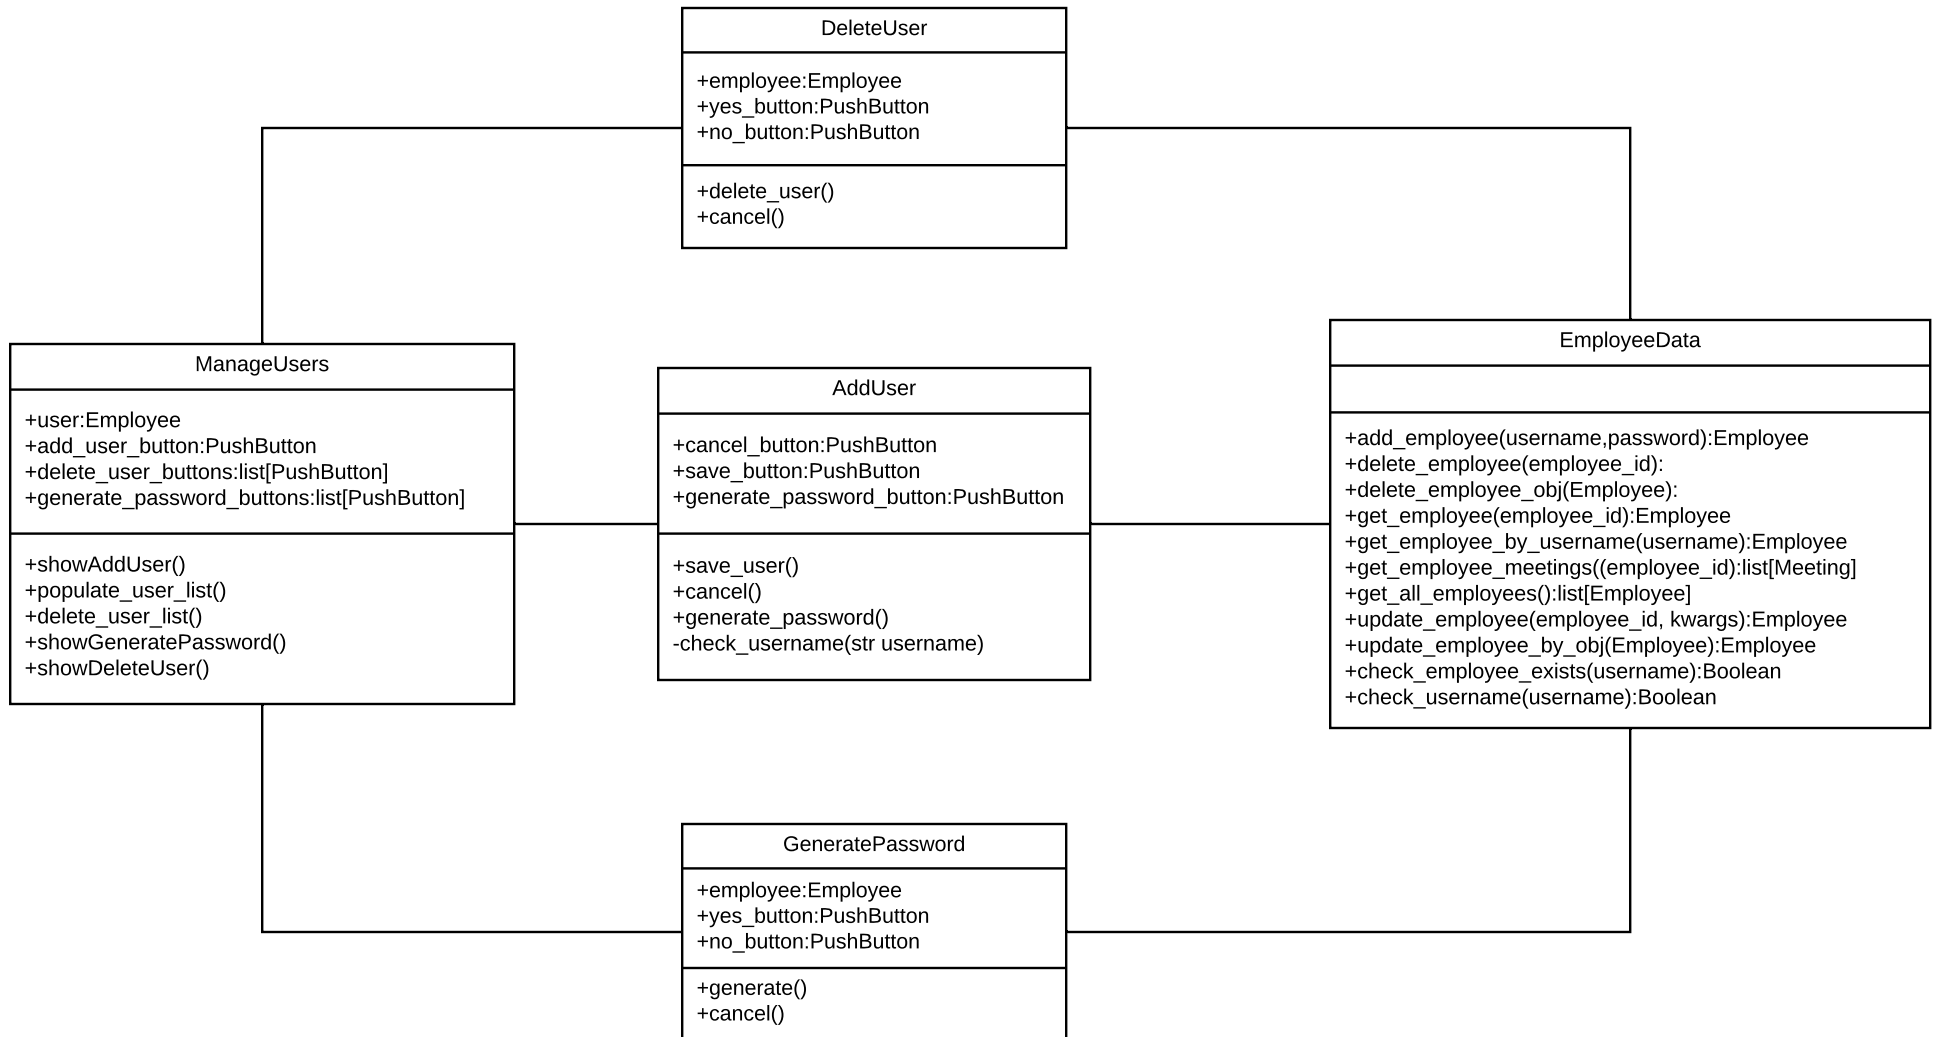 DeleteUser
+employee:Employee
+yes_button:PushButton
+no_button:PushButton
+delete_user()
+cancel()
ManageUsers
+user:Employee
+add_user_button:PushButton
+delete_user_buttons:list[PushButton]
+generate_password_buttons:list[PushButton]
+showAddUser()
+populate_user_list()
+delete_user_list()
+showGeneratePassword()
+showDeleteUser()
AddUser
+cancel_button:PushButton
+save_button:PushButton
+generate_password_button:PushButton
+save_user()
+cancel()
+generate_password()
-check_username(str username)
EmployeeData
+add_employee(username,password):Employee
+delete_employee(employee_id):
+delete_employee_obj(Employee):
+get_employee(employee_id):Employee
+get_employee_by_username(username):Employee
+get_employee_meetings((employee_id):list[Meeting]
+get_all_employees():list[Employee]
+update_employee(employee_id, kwargs):Employee
+update_employee_by_obj(Employee):Employee
+check_employee_exists(username):Boolean
+check_username(username):Boolean
GeneratePassword
+employee:Employee
+yes_button:PushButton
+no_button:PushButton
+generate()
+cancel()